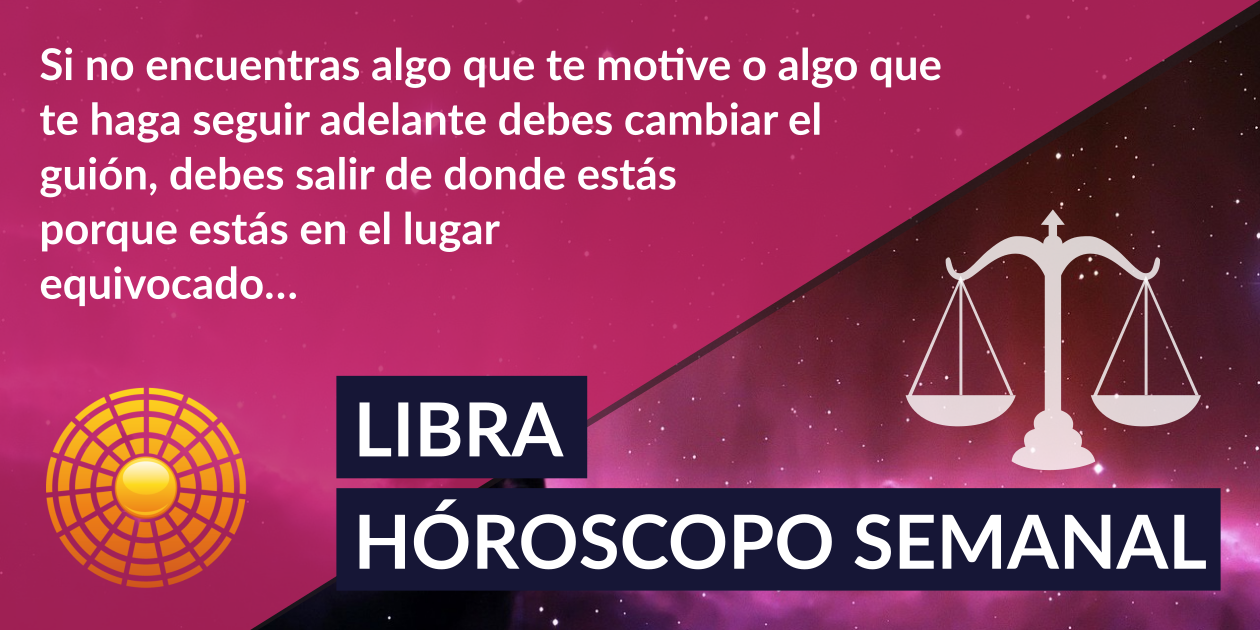 Si no encuentras algo que te motive o algo que
te haga seguir adelante debes cambiar el
guión, debes salir de donde estás
porque estás en el lugar
equivocado...
LIBRA
HÓROSCOPO SEMANAL